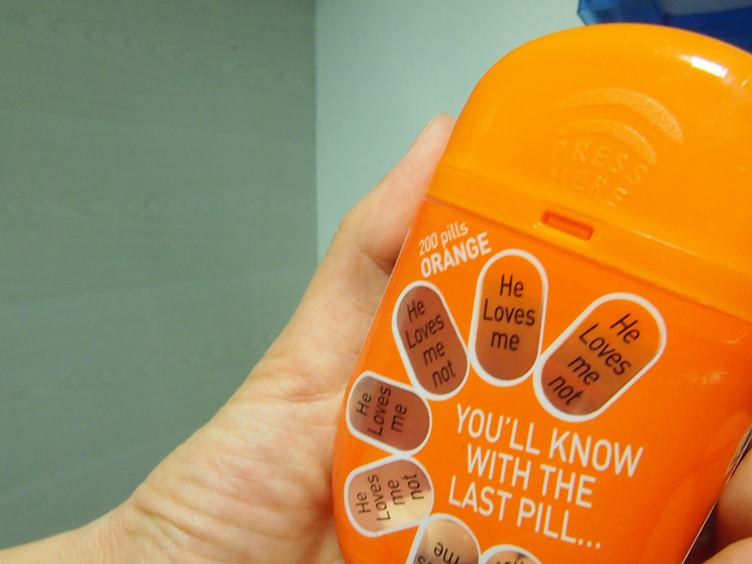 PRESS
HERE
200 pills
ORANGE
He
Loves
me
He
Loves
me
not
He
Loves
me
not
He
Loves
me
He
Loves
me
not
me
YOU'LL KNOW
WITH THE
LAST PILL...